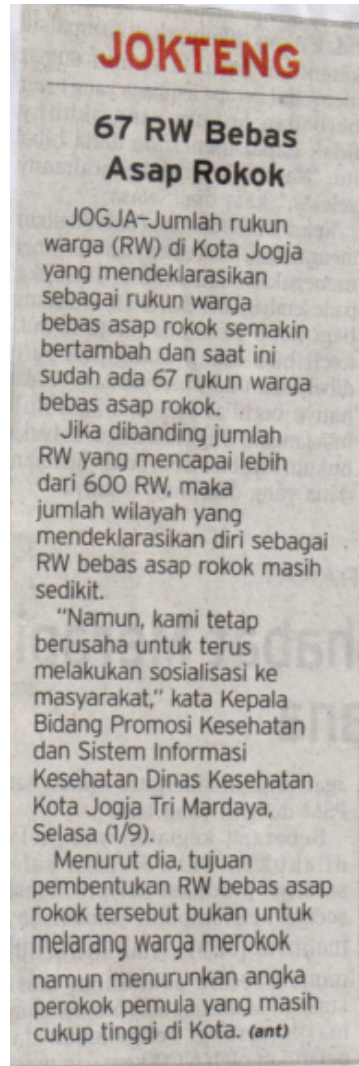 JOKTENG
67 RW Bebas
Asap Rokok
JOGJA–Jumlah rukun
warga (RW) di Kota Jogja
yang mendeklarasikan
sebagai rukun warga
bebas asap rokok semakin
bertambah dan saat ini
sudah ada 67 rukun warga
bebas asap rokok.
Jika dibanding jumlah
RW yang mencapai lebih
dari 600 RW, maka
jumlah wilayah yang
mendeklarasikan diri sebagai
RW bebas asap rokok masih
sedikit.
"Namun, kami tetap
berusaha untuk terus
melakukan sosialisasi ke
masyarakat," kata Kepala
Bidang Promosi Kesehatan
dan Sistem Informasi
Kesehatan Dinas Kesehatan
Kota Jogja Tri Mardaya,
Selasa (1/9).
Menurut dia, tujuan
pembentukan RW bebas asap
rokok tersebut bukan untuk
melarang warga merokok
namun menurunkan angka
perokok pemula yang masih
cukup tinggi di Kota. (ant)